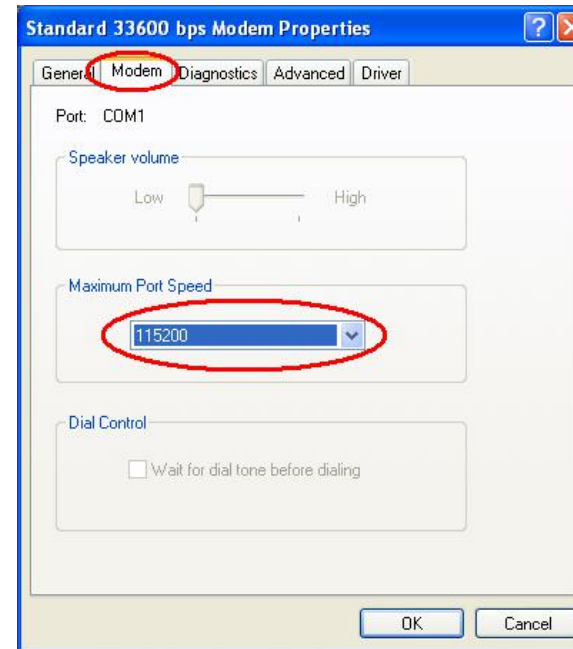 Standard 33600 bps Modem Properties
General Modem Diagnostics Advanced Driver
Port: COM1
Speaker volume
Low High
Maximum Port Speed
115200
Dial Control
Wait for dial tone before dialing
OK Cancel